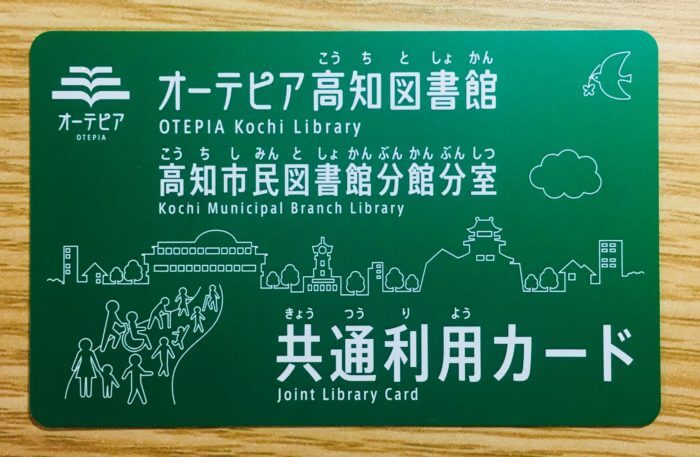 オーテピア
OTEPIA
こうちとしょかん
オーテピア高知図書館
OTEPIA Kochi Library
こうちしみんとしょかんぶんかんぶんしつ
高知市民図書館分館分室
Kochi Municipal Branch Library
きょうつうりよう
共通利用カード
Joint Library Card